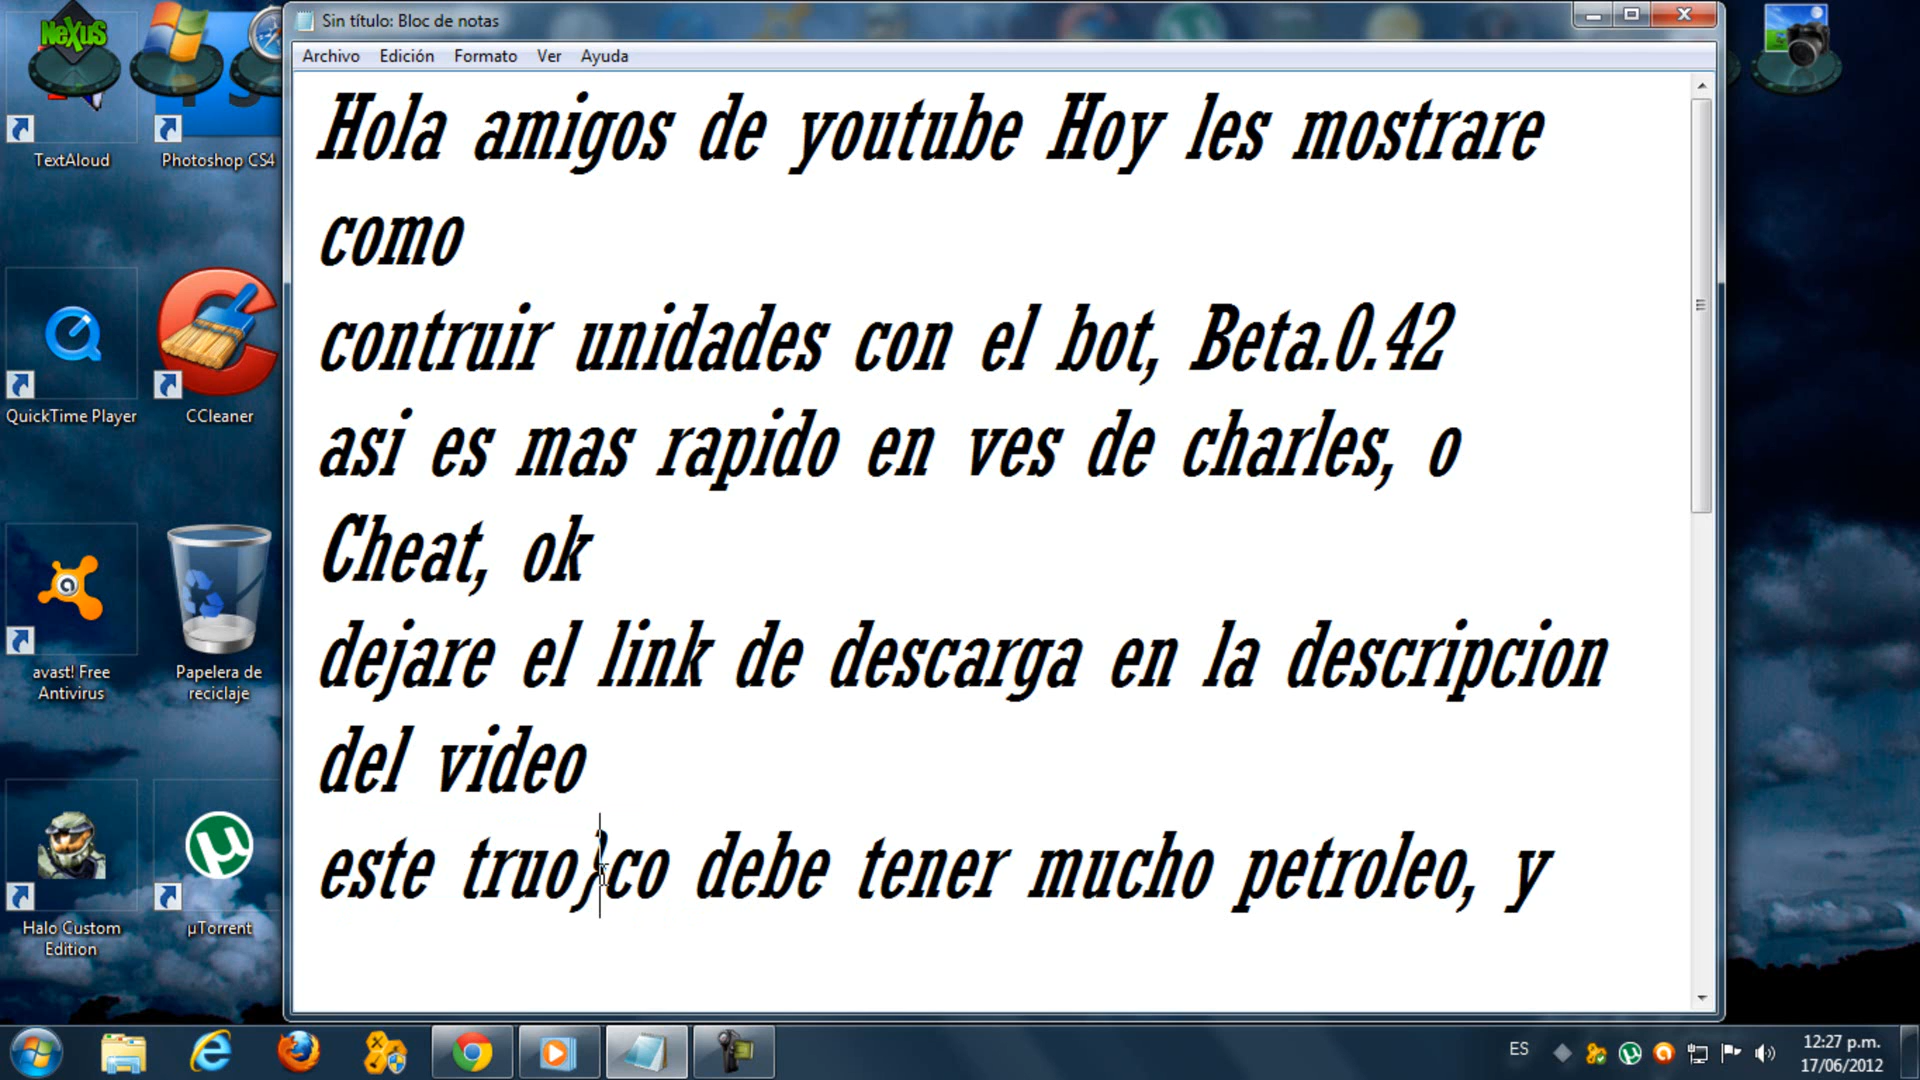 NeXuS
Sin título: Bloc de notas
Archivo Edición Formato Ver Ayuda
Hola amigos de youtube Hoy les mostrare
como
contruir unidades con el bot, Beta.0.42
asi es mas rapido en ves de charles, o
Cheat, ok
dejare el link de descarga en la descripcion
del video
este truo}co debe tener mucho petroleo, y
TextAloud
Photoshop CS4
QuickTime Player
CCleaner
avast! Free
Antivirus
Papelera de
reciclaje
Halo Custom
Edition
µTorrent
ES
12:27 p.m.
17/06/2012